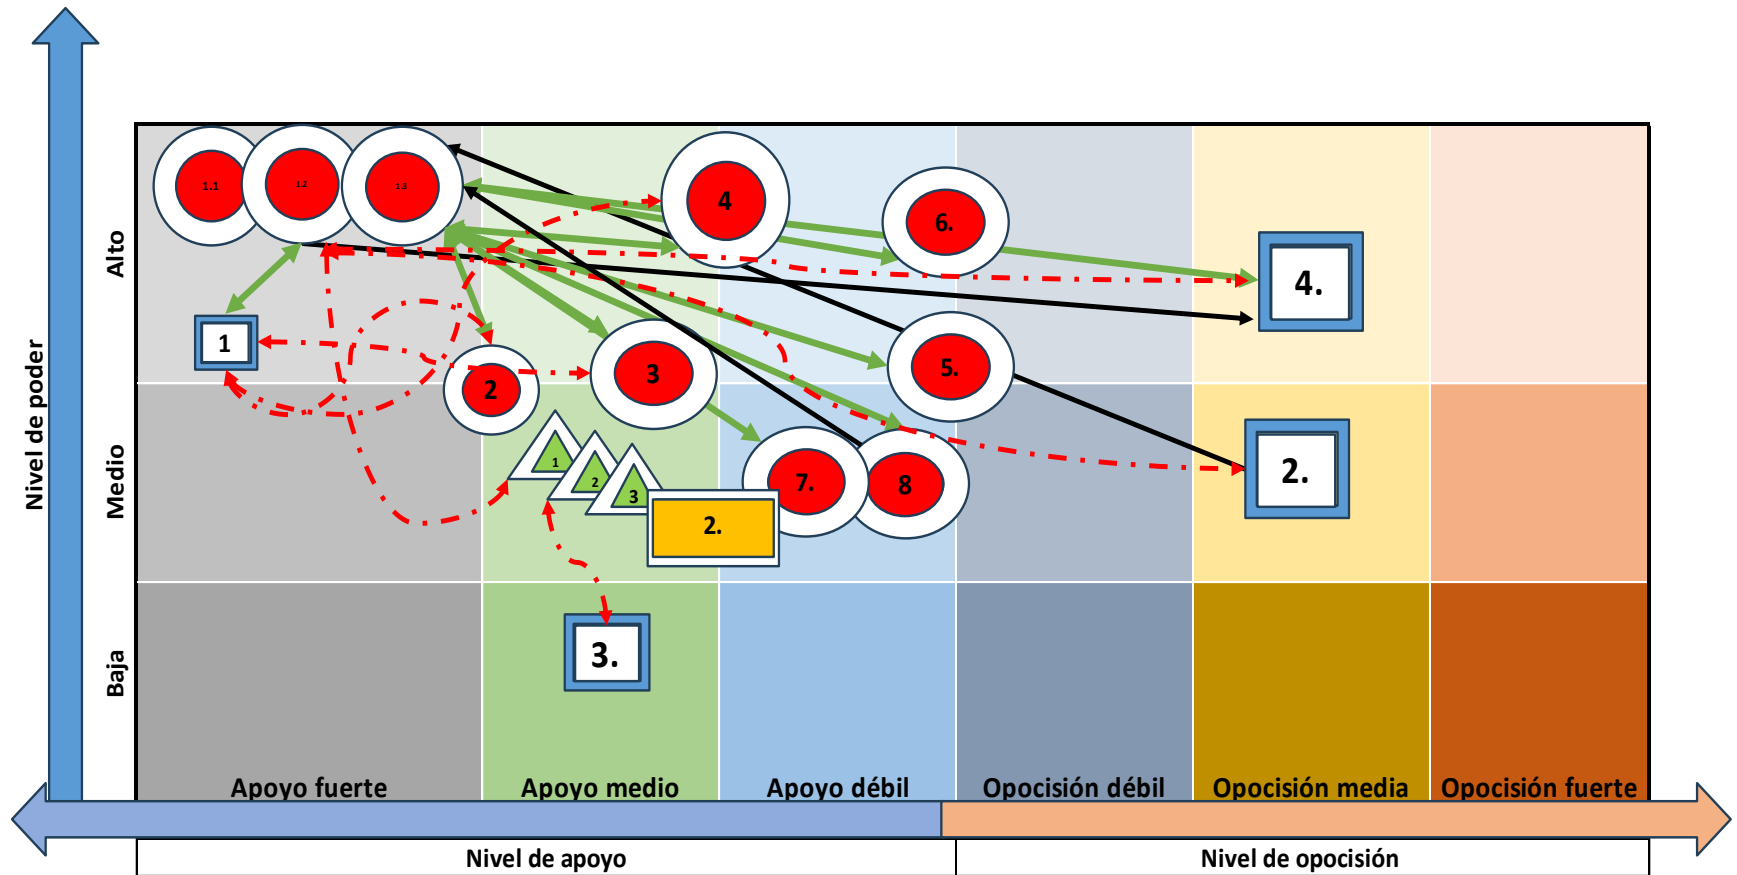 Nivel de poder
Alto
Medio
Baja
1.1
1.2
1.3
4
6.
4.
1
2
3
5.
2.
1
2
3
2.
7.
8
3.
Apoyo fuerte
Apoyo medio
Apoyo débil
Opocisión débil
Opocisión media
Opocisión fuerte
Nivel de apoyo
Nivel de opocisión